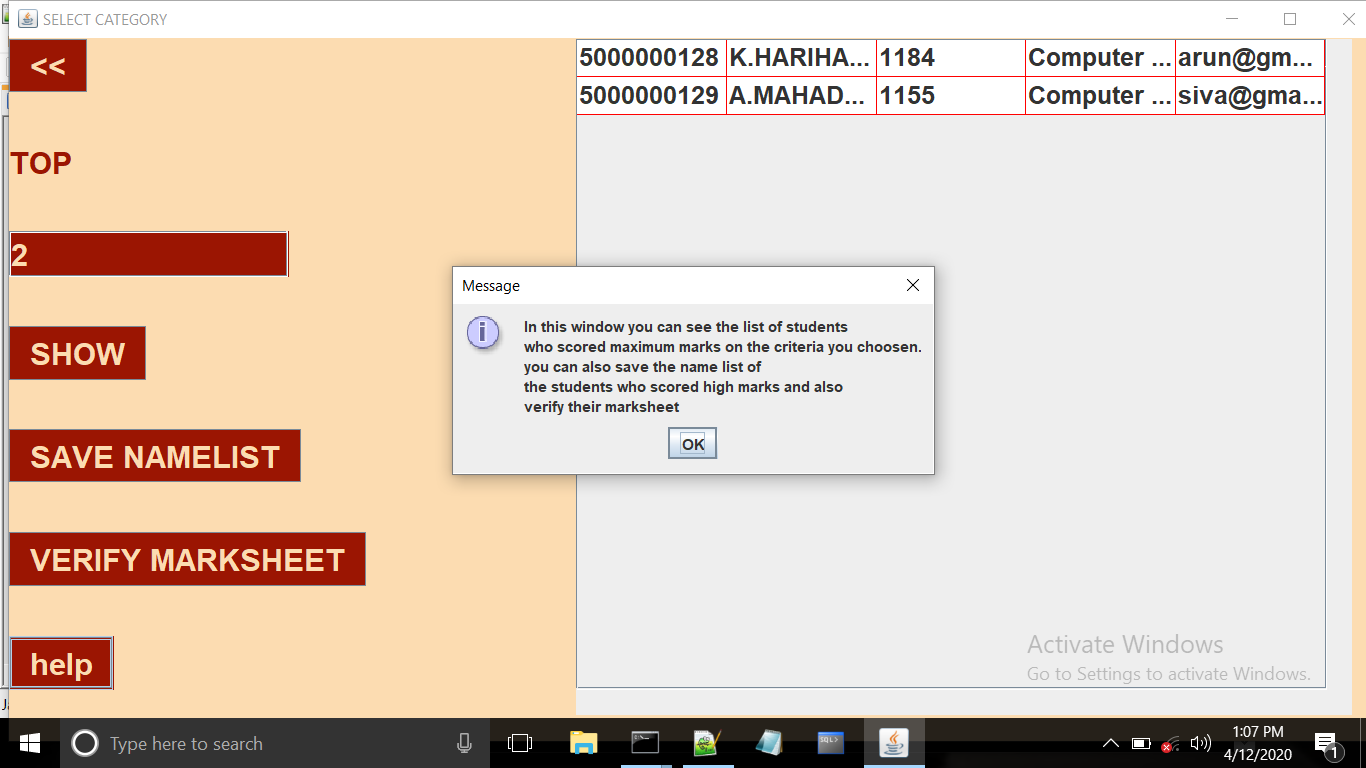 SELECT CATEGORY
<<
TOP
2
SHOW
SAVE NAMELIST
VERIFY MARKSHEET
help
5000000128 K.HARIHA... 1184 Computer ... arun@gm...
5000000129 A.MAHAD... 1155 Computer ... siva@gma...
Message
In this window you can see the list of students
who scored maximum marks on the criteria you choosen.
you can also save the name list of
the students who scored high marks and also
verify their marksheet
OK
Activate Windows
Go to Settings to activate Windows.
Type here to search
SQL>
1:07 PM
4/12/2020
1